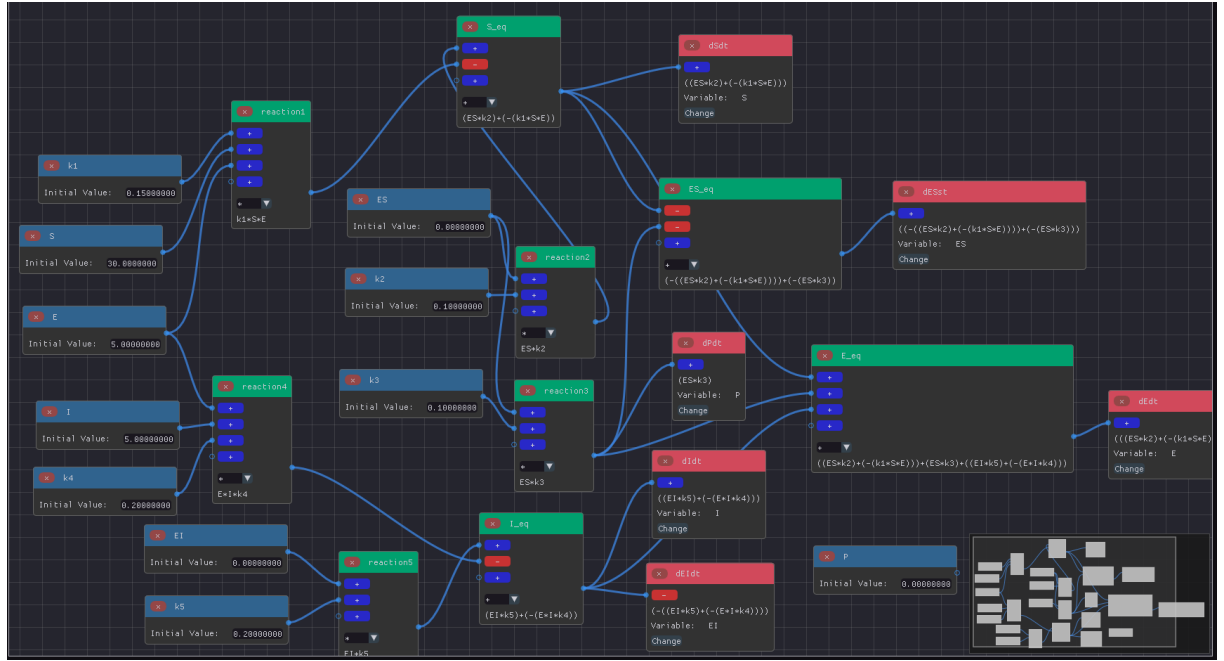 S_eq
+
-
+
* ▼
(ES*k2)+(-(k1*S*E))
× dSdt
+
((ES*k2)+(-(k1*S*E)))
Variable: S
Change
× reaction1
+
+
+
+
* ▼
k1*S*E
× k1
Initial Value: 0.15000000
× S
Initial Value: 30.0000000
× E
Initial Value: 5.00000000
× ES
Initial Value: 0.00000000
× k2
Initial Value: 0.10000000
× reaction2
+
+
+
* ▼
ES*k2
× ES_eq
-
-
+
+ ▼
(-((ES*k2)+(-(k1*S*E))))+(-(ES*k3))
× dESst
+
((-((ES*k2)+(-(k1*S*E))))+(-(ES*k3)))
Variable: ES
Change
× k3
Initial Value: 0.10000000
× reaction3
+
+
+
* ▼
ES*k3
× dPdt
+
(ES*k3)
Variable: P
Change
× E_eq
+
+
+
+
+ ▼
((ES*k2)+(-(k1*S*E)))+(ES*k3)+((EI*k5)+(-(E*I*k4)))
× dEdt
+
(((ES*k2)+(-(k1*S*E)
Variable: E
Change
× reaction4
+
+
+
+
* ▼
E*I*k4
× I
Initial Value: 5.00000000
× k4
Initial Value: 0.20000000
× EI
Initial Value: 0.00000000
× k5
Initial Value: 0.20000000
× reaction5
+
+
+
* ▼
EI*k5
× I_eq
+
-
+
+ ▼
(EI*k5)+(-(E*I*k4))
× dIdt
+
((EI*k5)+(-(E*I*k4)))
Variable: I
Change
× dEIdt
-
(-((EI*k5)+(-(E*I*k4))))
Variable: EI
Change
× P
Initial Value: 0.00000000